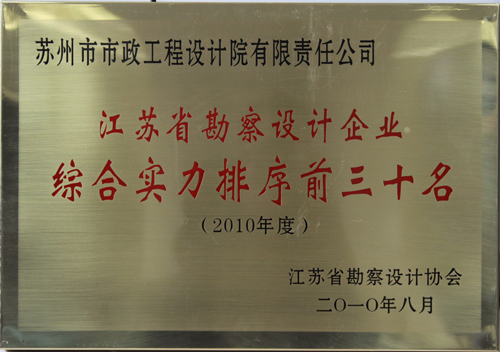 苏州市市政工程设计院有限责任公司
江苏省勘察设计企业
综合实力排序前三十名
（2010年度）
江苏省勘察设计协会
二〇一〇年八月